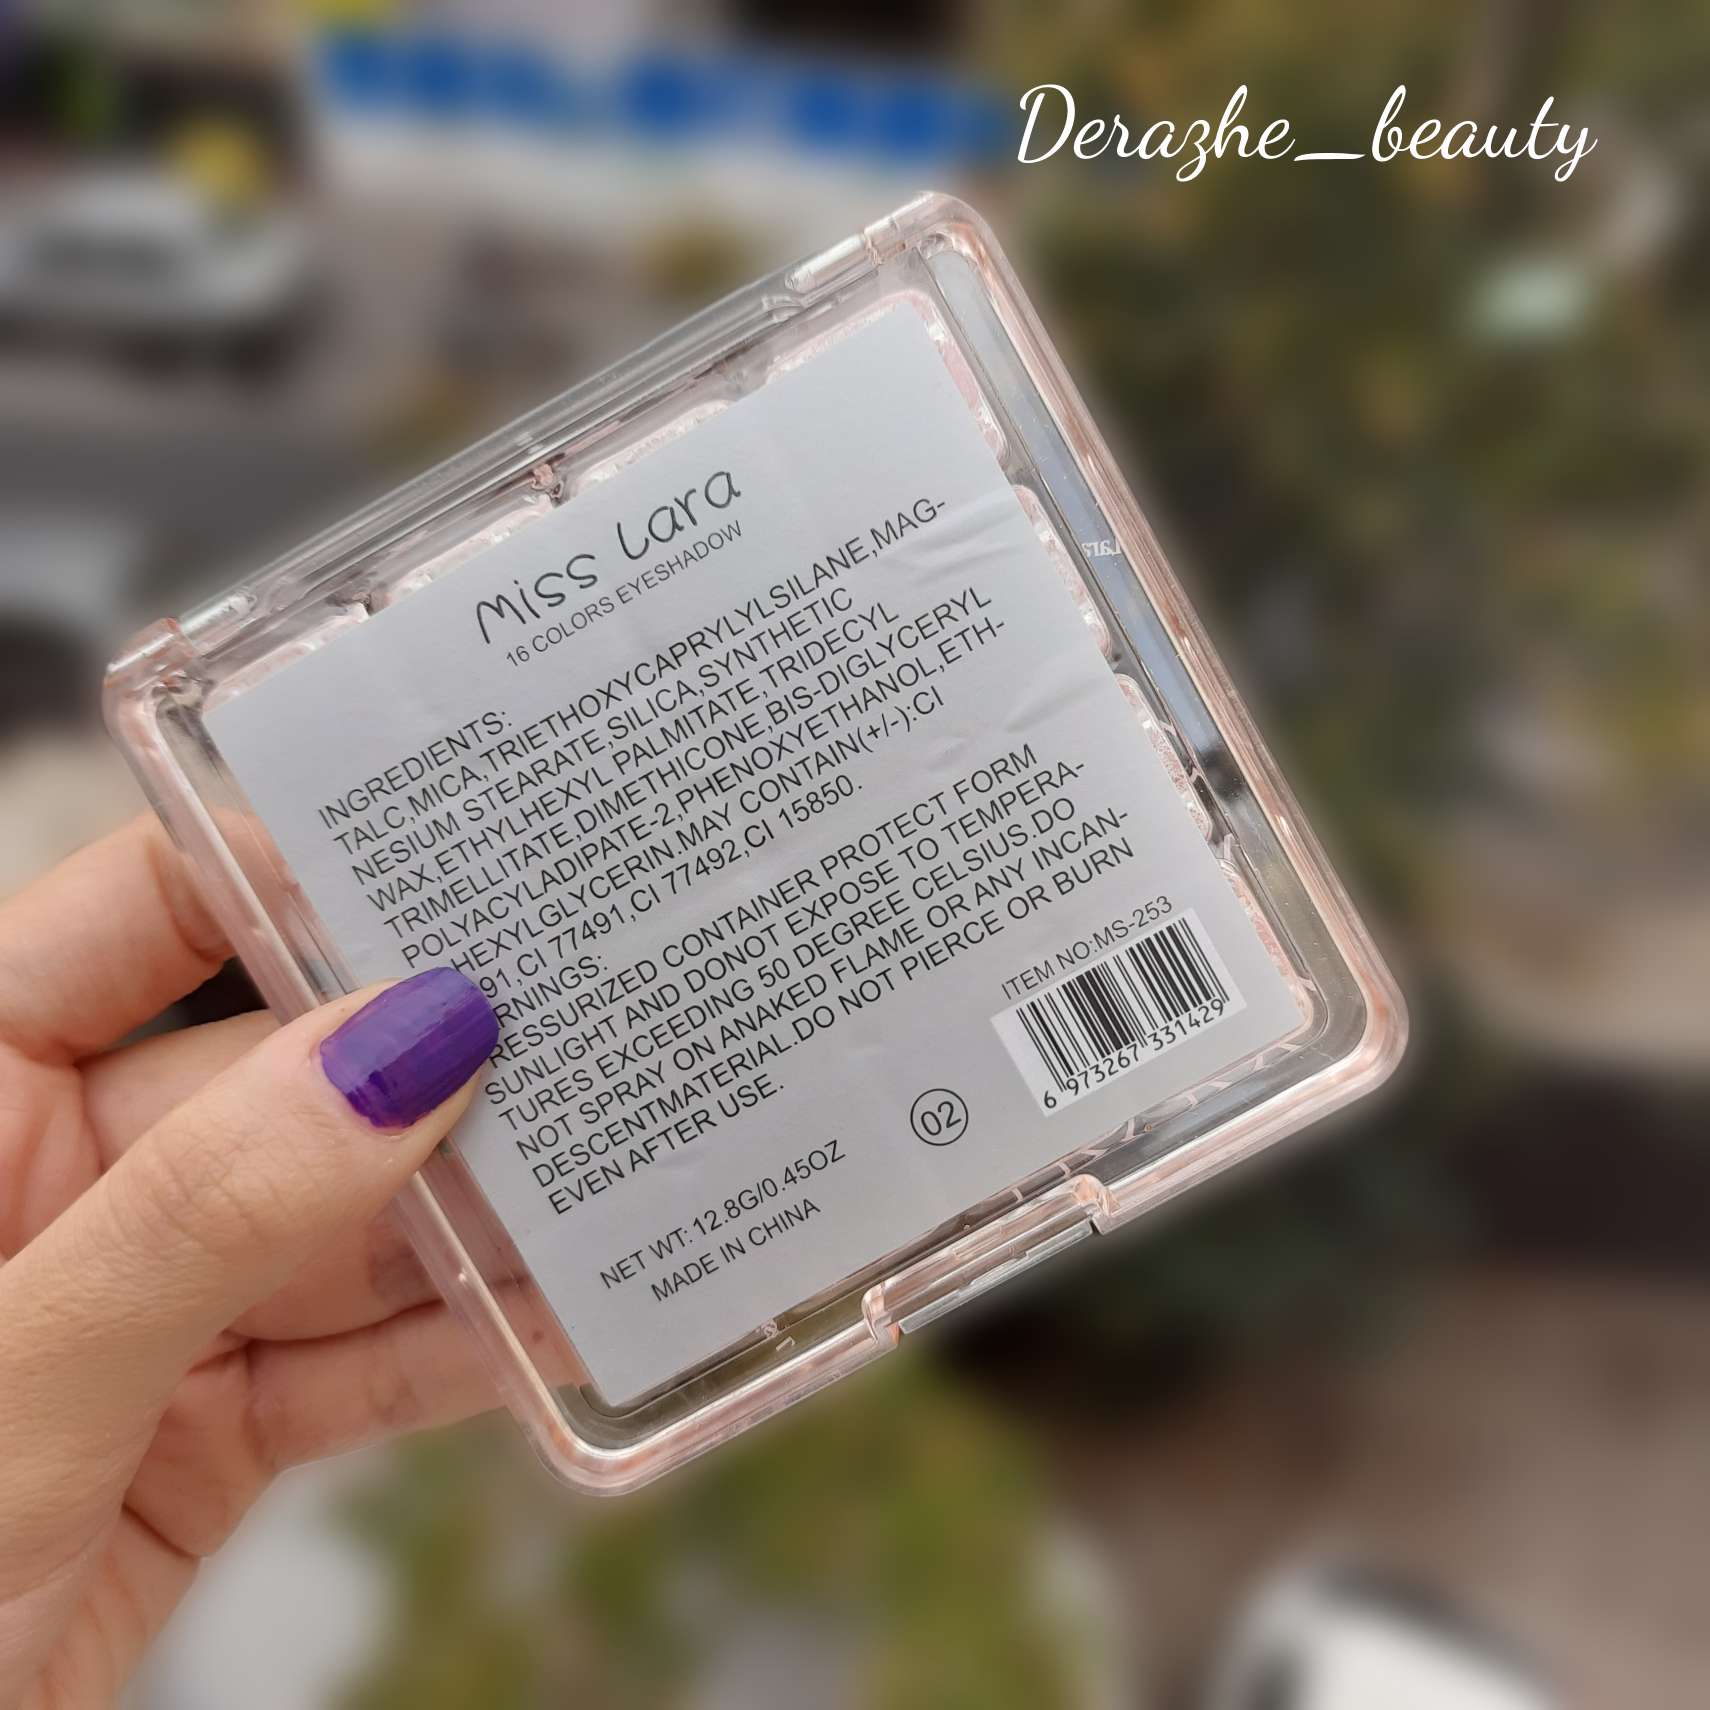 Derazhe_beauty
Miss Lara
16 COLORS EYESHADOW
INGREDIENTS:
TALC,MICA,TRIETHOXYCAPRYLYLSILANE,MAG-
NESIUM STEARATE,SILICA,SYNTHETIC
WAX,ETHYLHEXYL PALMITATE,TRIDECYL
TRIMELLITATE,DIMETHICONE,BIS-DIGLYCERYL
POLYACYLADIPATE-2,PHENOXYETHANOL,ETH-
HEXYLGLYCERIN.MAY CONTAIN(+/-):CI
91,CI 77491,CI 77492,CI 15850.
RNINGS:
RESSURIZED CONTAINER PROTECT FORM
SUNLIGHT AND DONOT EXPOSE TO TEMPERA-
TURES EXCEEDING 50 DEGREE CELSIUS.DO
NOT SPRAY ON ANAKED FLAME OR ANY INCAN-
DESCENTMATERIAL.DO NOT PIERCE OR BURN
EVEN AFTER USE.
ITEM NO:MS-253
6 973267 331429
02
NET WT: 12.8G/0.45OZ
MADE IN CHINA